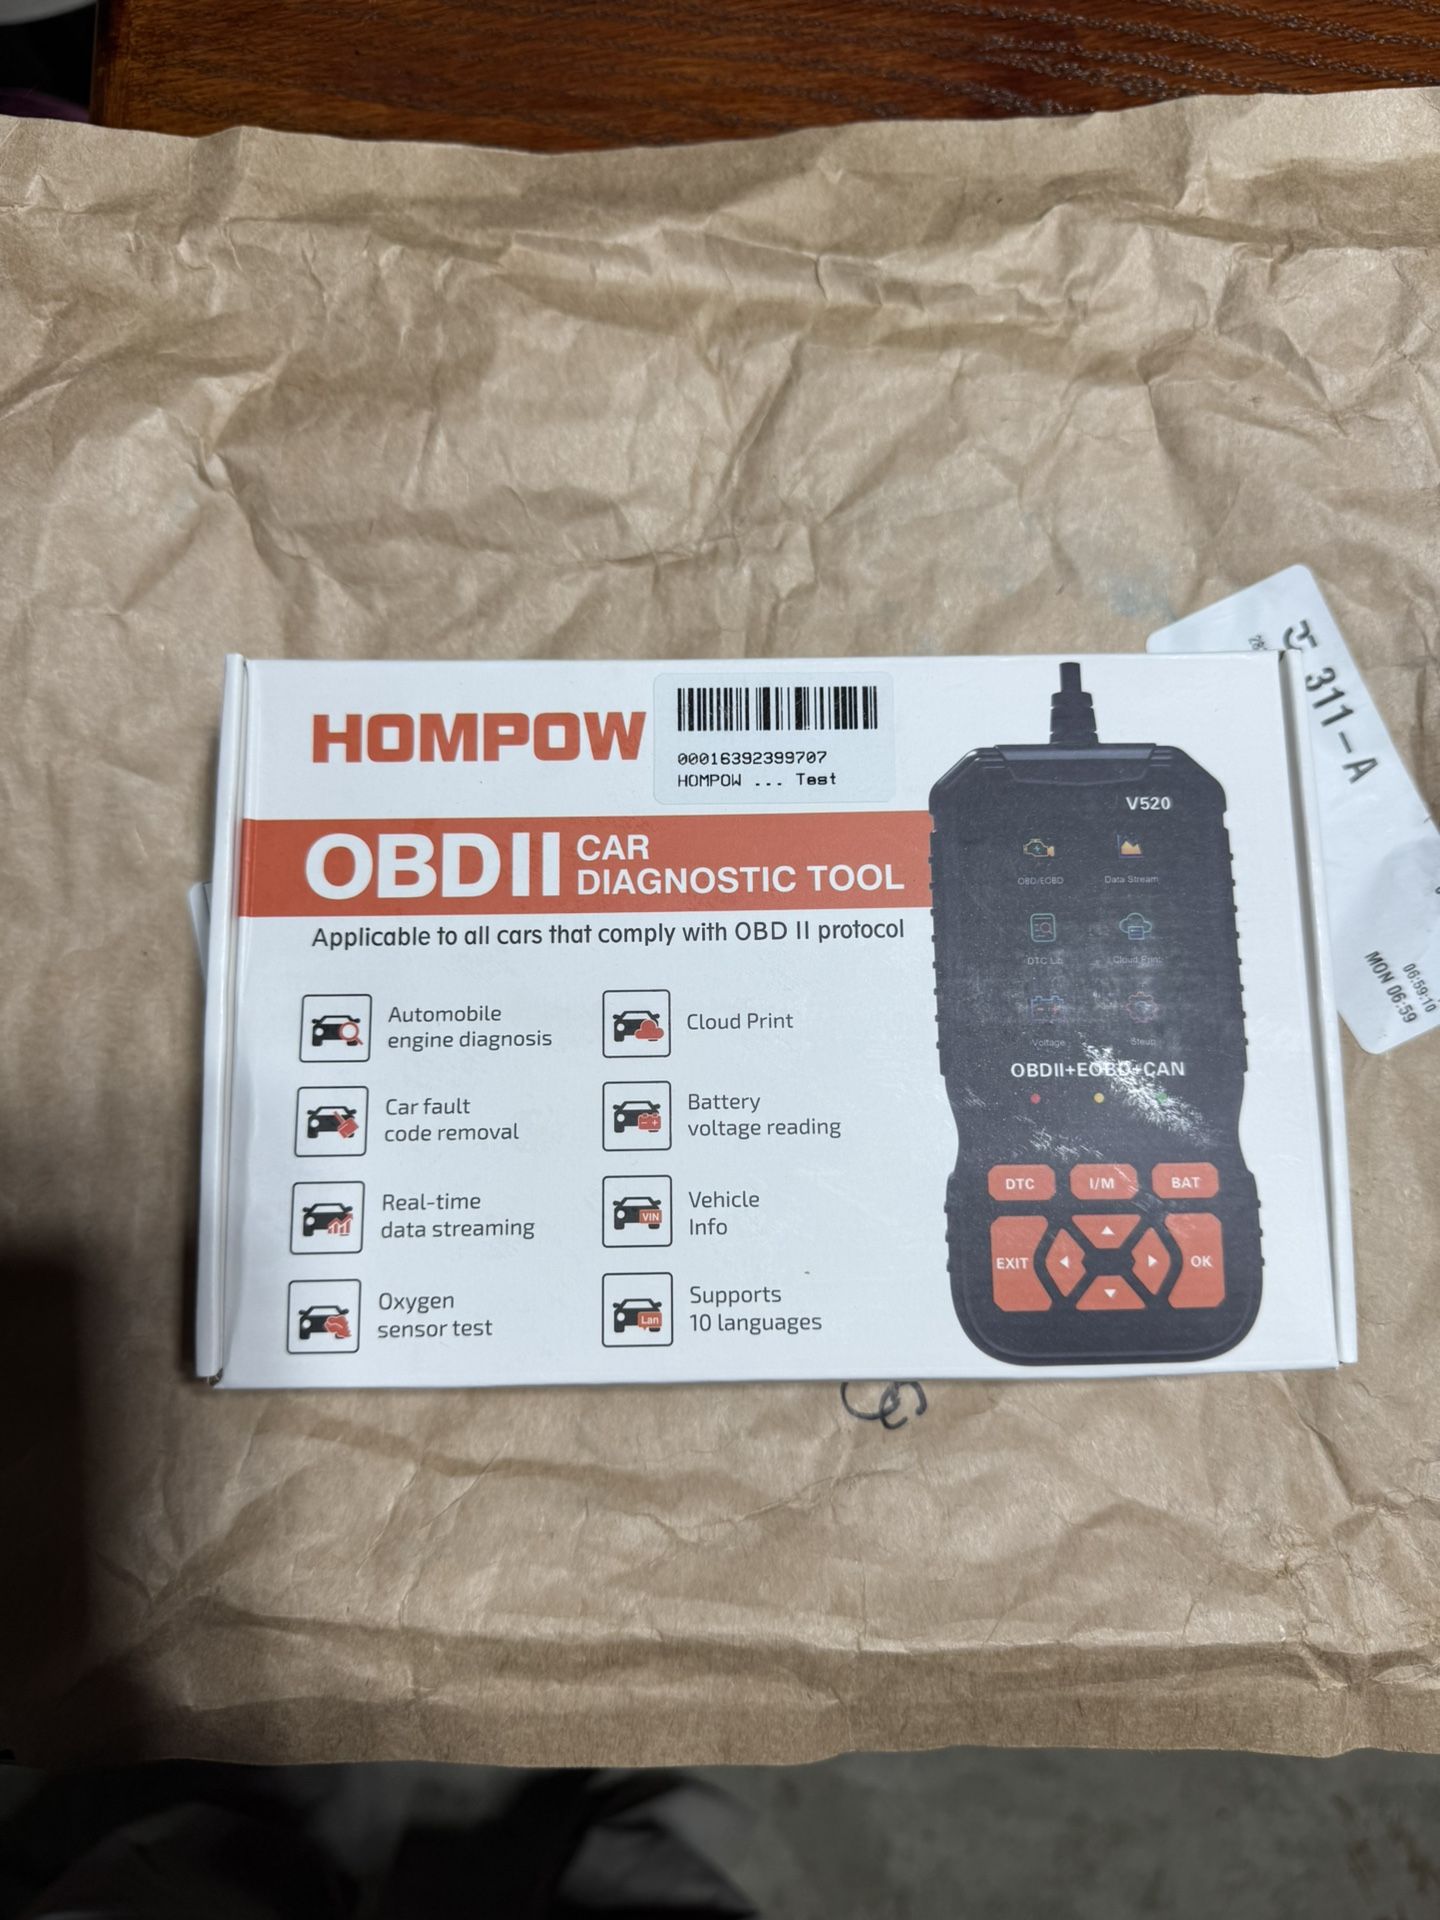 HOMPOW
00016392399707
HOMPOW ... Test
OBDII CAR
DIAGNOSTIC TOOL
Applicable to all cars that comply with OBD II protocol
Automobile
engine diagnosis
Car fault
code removal
Real-time
data streaming
Oxygen
sensor test
Cloud Print
Battery
voltage reading
VIN
Vehicle
Info
Lan
Supports
10 languages
V520
OBD/EOBD
Data Stream
DTC
Cloud Print
Voltage
OBDII+EOBD+CAN
DTC
I/M
BAT
EXIT
OK
311-A
06:59:10
MON 06:59